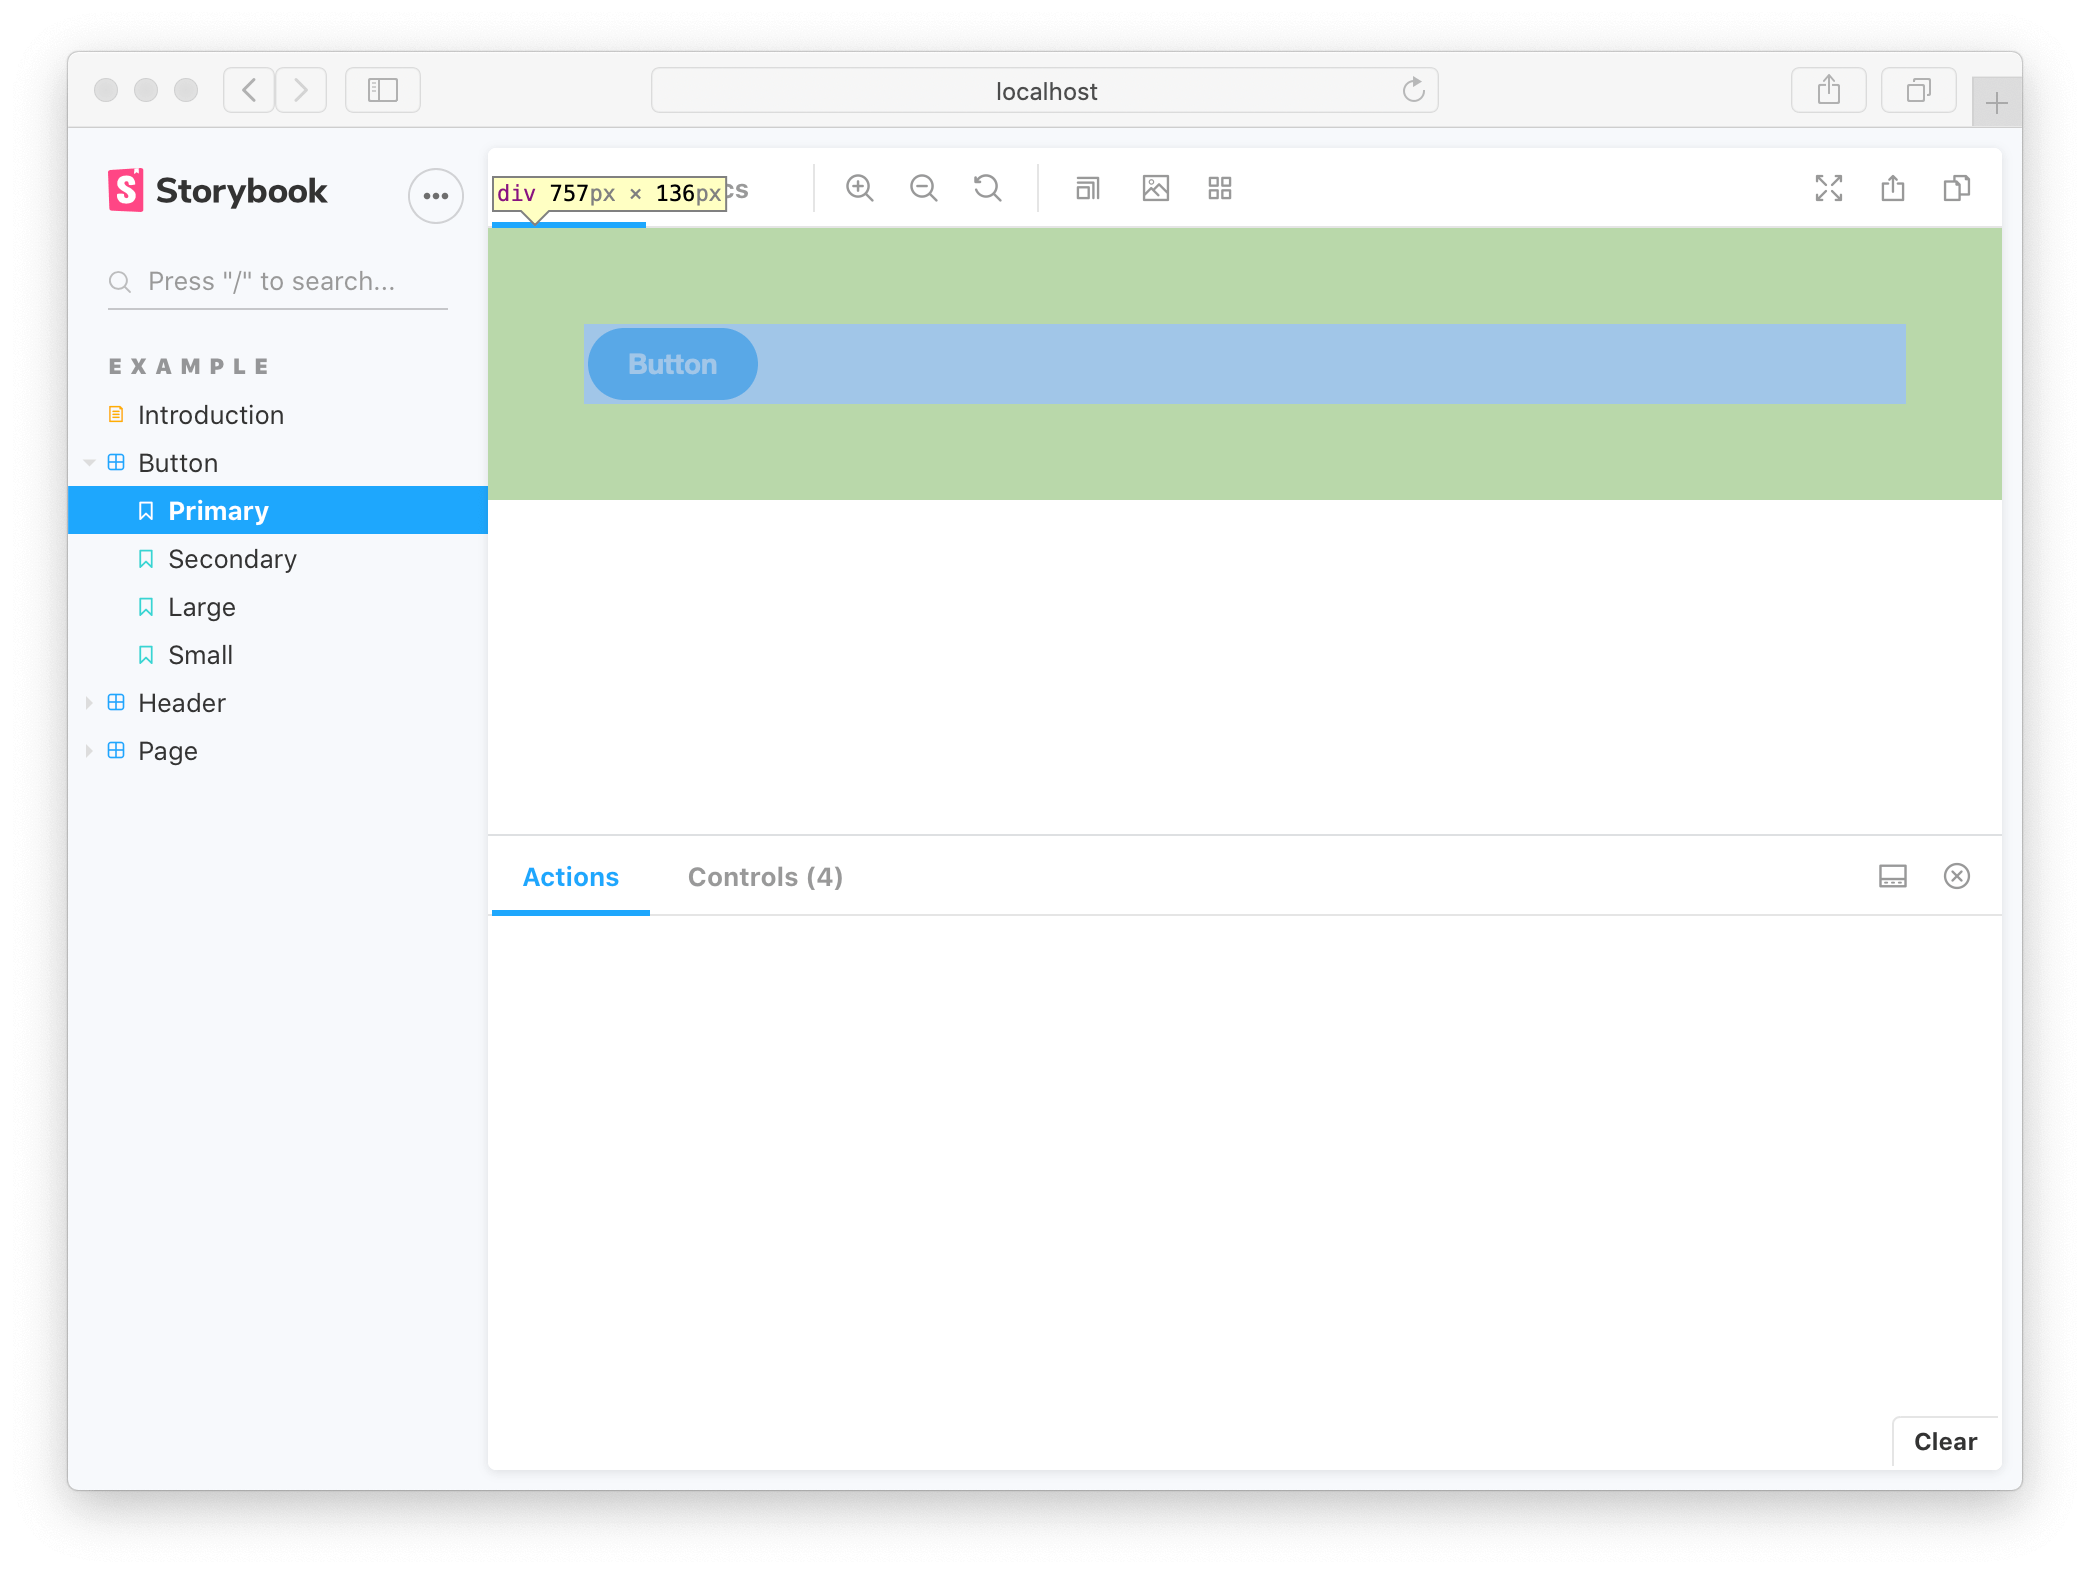 localhost
Storybook
div 757px × 136px
cs
Press "/" to search...
EXAMPLE
Introduction
Button
Primary
Secondary
Large
Small
Header
Page
Button
Actions
Controls (4)
Clear